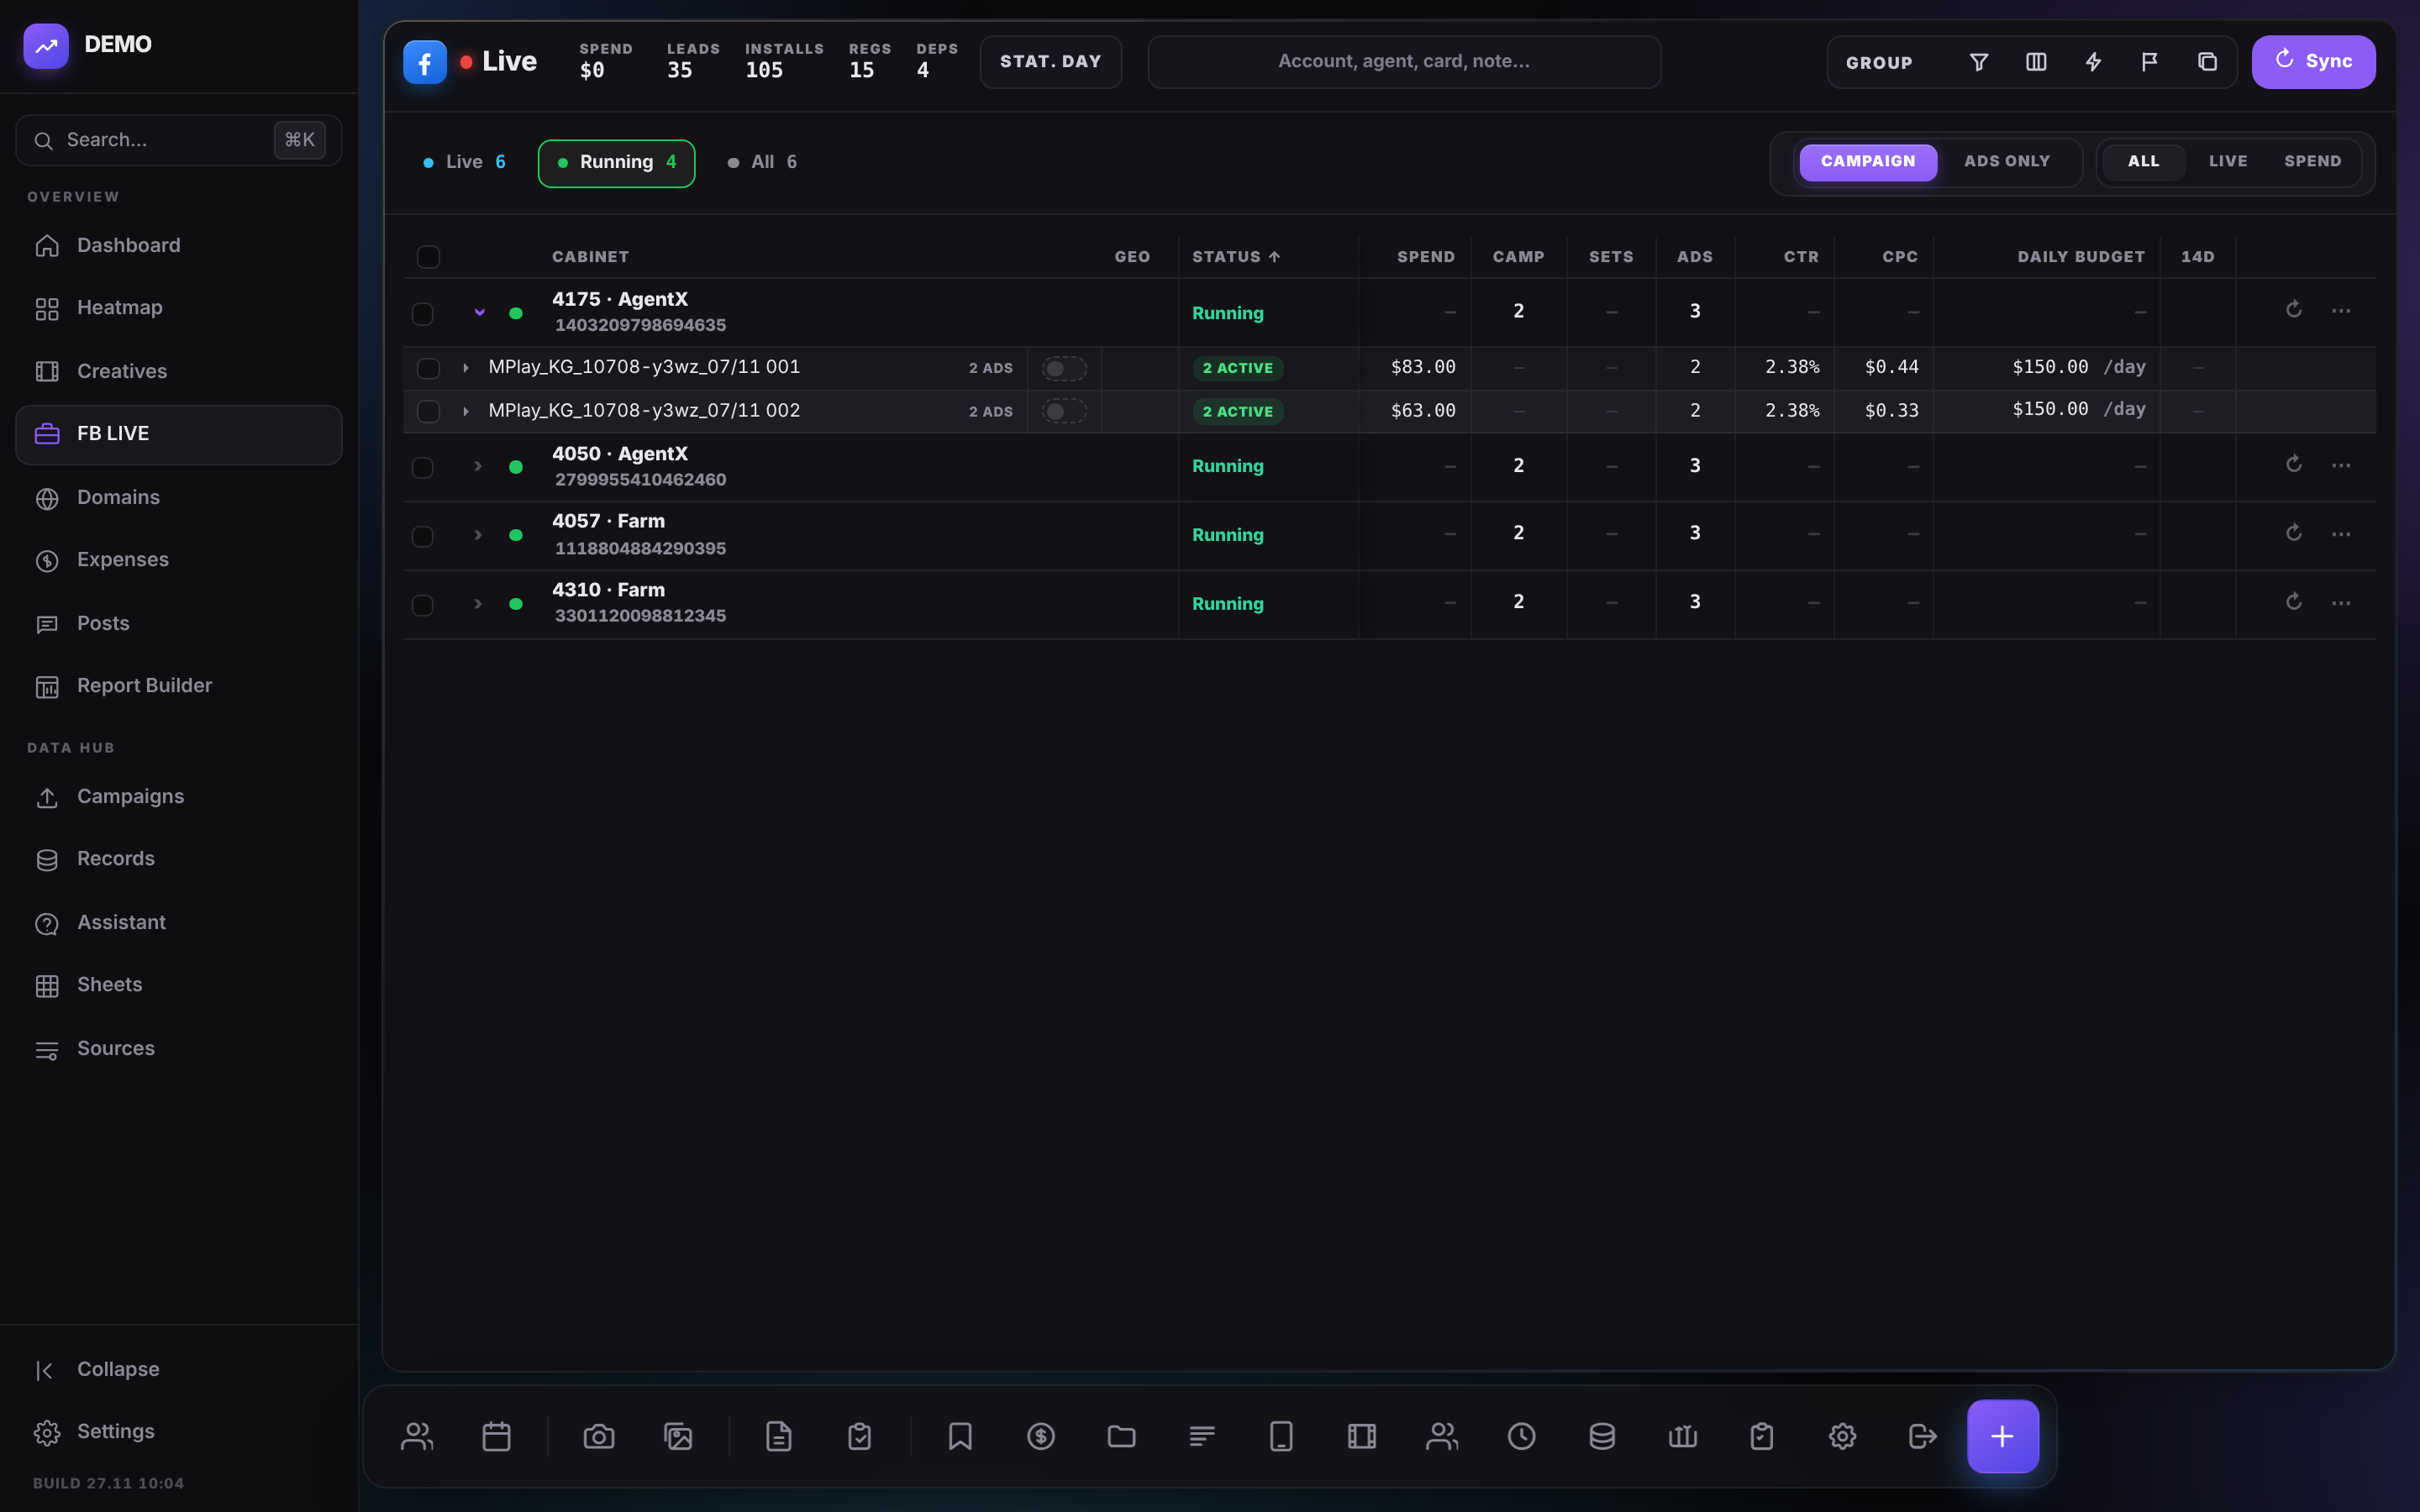 DEMO
Search...
⌘K
OVERVIEW
Dashboard
Heatmap
Creatives
FB LIVE
Domains
Expenses
Posts
Report Builder
DATA HUB
Campaigns
Records
Assistant
Sheets
Sources
Collapse
Settings
BUILD 27.11 10:04
Live
SPEND LEADS INSTALLS REGS DEPS
$0 35 105 15 4
STAT. DAY
Account, agent, card, note...
GROUP
Sync
Live 6 Running 4 All 6
CAMPAIGN ADS ONLY ALL LIVE SPEND
CABINET GEO STATUS ↑ SPEND CAMP SETS ADS CTR CPC DAILY BUDGET 14D
4175 · AgentX
1403209798694635
Running – 2 – 3 – – – ...
MPlay_KG_10708-y3wz_07/11 001 2 ADS 2 ACTIVE $83.00 – – 2 2.38% $0.44 $150.00 /day –
MPlay_KG_10708-y3wz_07/11 002 2 ADS 2 ACTIVE $63.00 – – 2 2.38% $0.33 $150.00 /day –
4050 · AgentX
2799955410462460
Running – 2 – 3 – – – ...
4057 · Farm
1118804884290395
Running – 2 – 3 – – – ...
4310 · Farm
3301120098812345
Running – 2 – 3 – – – ...